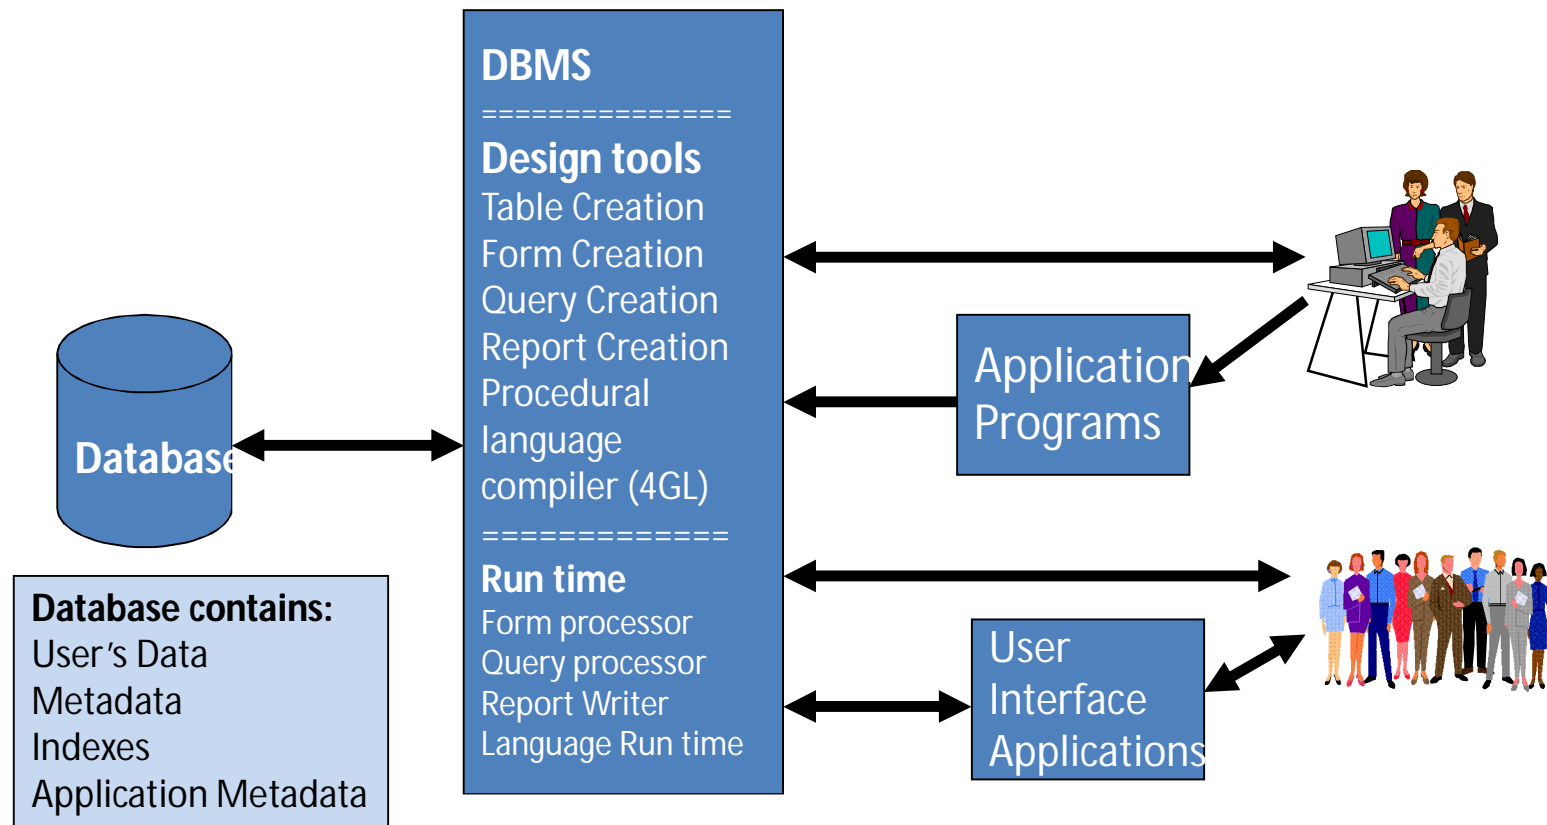 DBMS
===============
Design tools
Table Creation
Form Creation
Query Creation
Report Creation
Procedural
language
compiler (4GL)
=============
Run time
Form processor
Query processor
Report Writer
Language Run time
Database
Database contains:
User’s Data
Metadata
Indexes
Application Metadata
Application
Programs
User
Interface
Applications